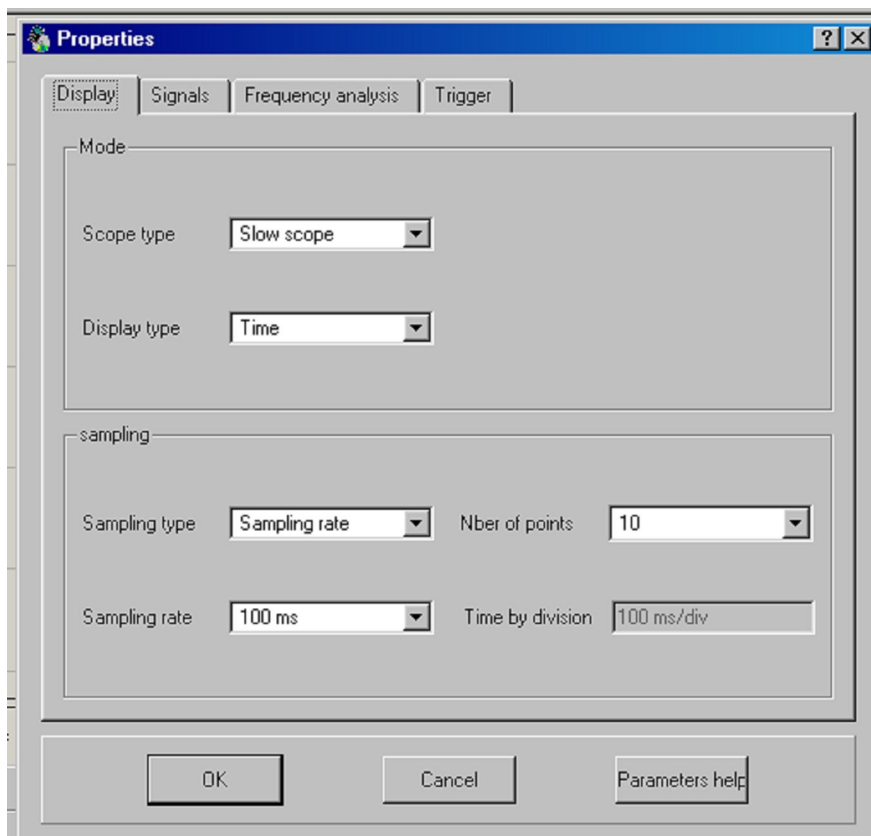 Properties
Display Signals Frequency analysis Trigger
Mode
Scope type Slow scope
Display type Time
sampling
Sampling type Sampling rate Nber of points 10
Sampling rate 100 ms Time by division 100 ms/div
OK Cancel Parameters help